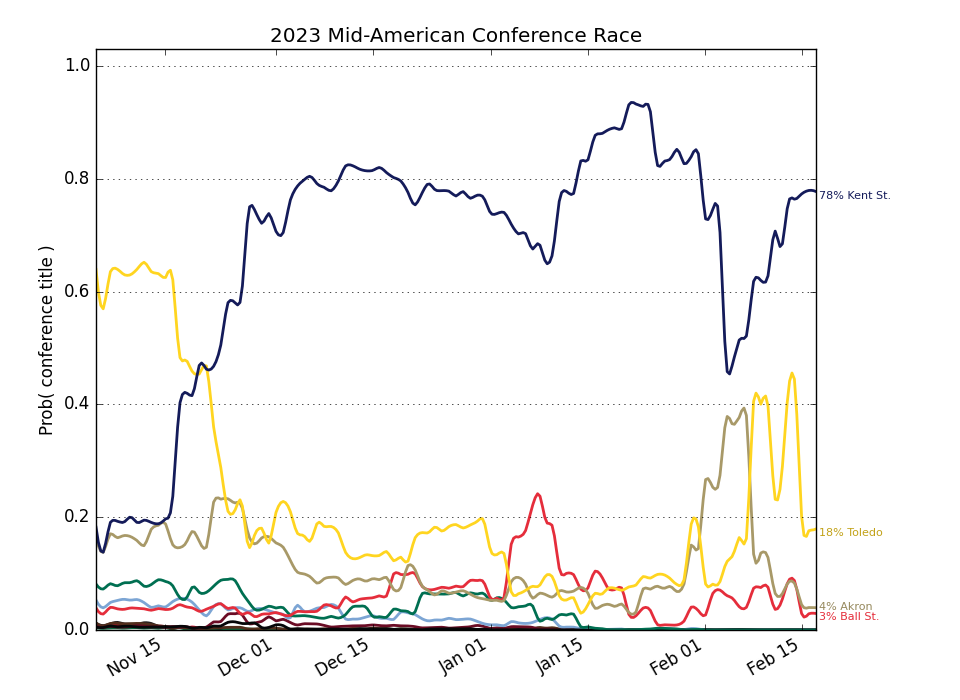 2023 Mid-American Conference Race
Prob( conference title )
1.0
0.8
0.6
0.4
0.2
0.0
Nov 15
Dec 01
Dec 15
Jan 01
Jan 15
Feb 01
Feb 15
78% Kent St.
18% Toledo
4% Akron
3% Ball St.